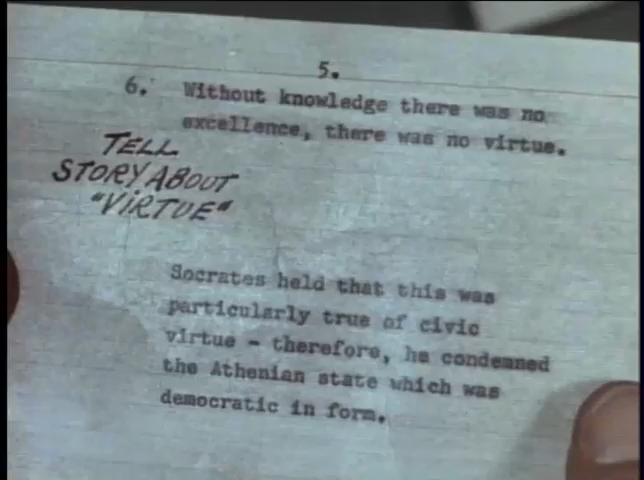 5.
6. Without knowledge there was no
excellence, there was no virtue.
TELL
STORY ABOUT
"VIRTUE"
Socrates held that this was
particularly true of civic
virtue - therefore, he condemned
the Athenian state which was
democratic in form.